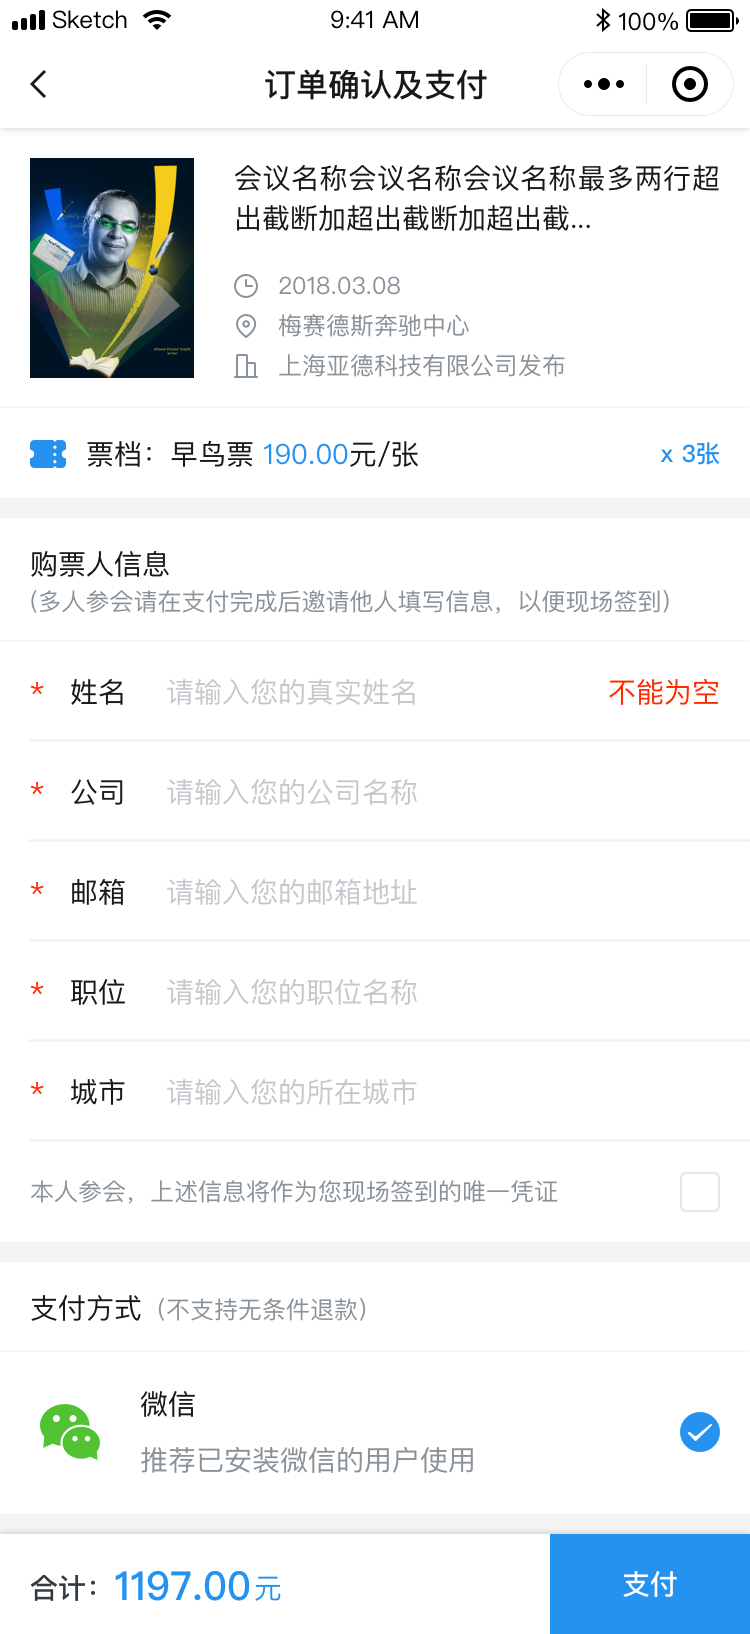 Sketch 9:41 AM 100%
订单确认及支付
会议名称会议名称会议名称最多两行超
出截断加超出截断加超出截...
2018.03.08
梅赛德斯奔驰中心
上海亚德科技有限公司发布
票档：早鸟票 190.00元/张 x 3张
购票人信息
(多人参会请在支付完成后邀请他人填写信息，以便现场签到)
* 姓名 请输入您的真实姓名 不能为空
* 公司 请输入您的公司名称
* 邮箱 请输入您的邮箱地址
* 职位 请输入您的职位名称
* 城市 请输入您的所在城市
本人参会，上述信息将作为您现场签到的唯一凭证
支付方式（不支持无条件退款）
微信
推荐已安装微信的用户使用
合计：1197.00元 支付